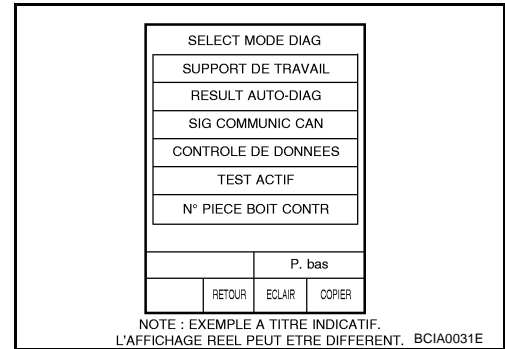 SELECT MODE DIAG
SUPPORT DE TRAVAIL
RESULT AUTO-DIAG
SIG COMMUNIC CAN
CONTROLE DE DONNEES
TEST ACTIF
N° PIECE BOIT CONTR
P. bas
RETOUR ECLAIR COPIER
NOTE : EXEMPLE A TITRE INDICATIF.
L'AFFICHAGE REEL PEUT ETRE DIFFERENT. BCIA0031E